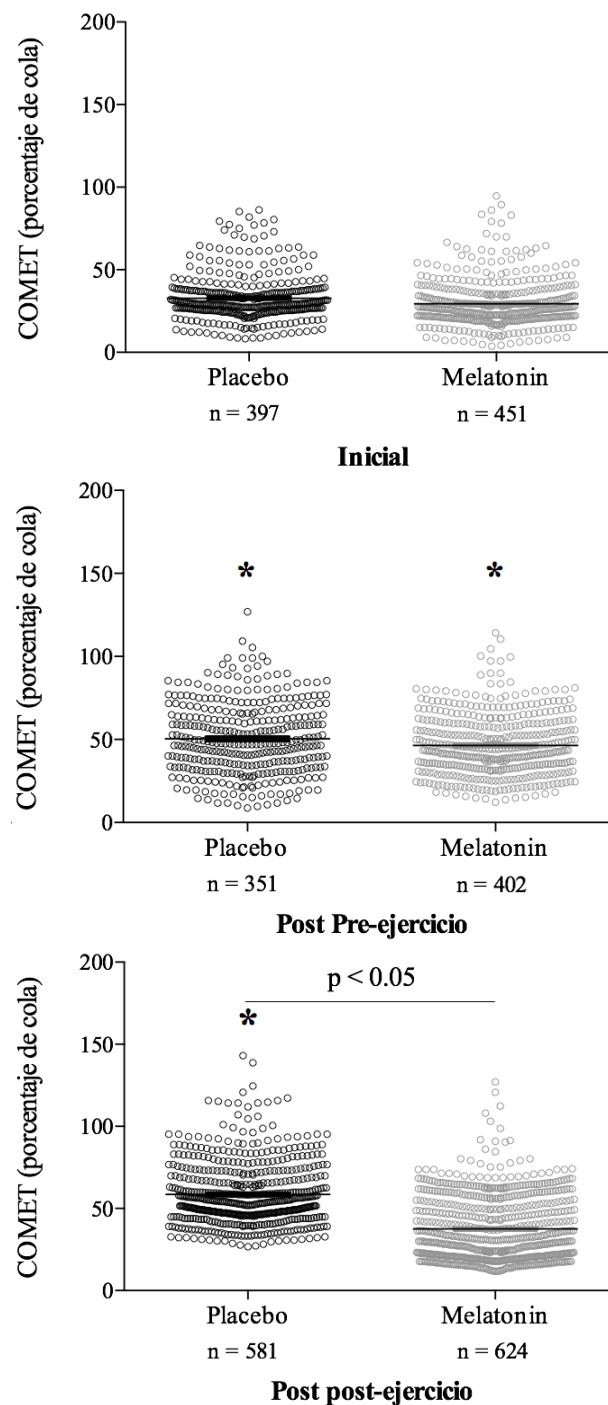 200
150
100
50
0
COMET (porcentaje de cola)
Placebo Melatonin
n = 397 n = 451
Inicial
200
150
100
50
0
COMET (porcentaje de cola)
* *
Placebo Melatonin
n = 351 n = 402
Post Pre-ejercicio
200
150
100
50
0
COMET (porcentaje de cola)
p < 0.05
*
Placebo Melatonin
n = 581 n = 624
Post post-ejercicio